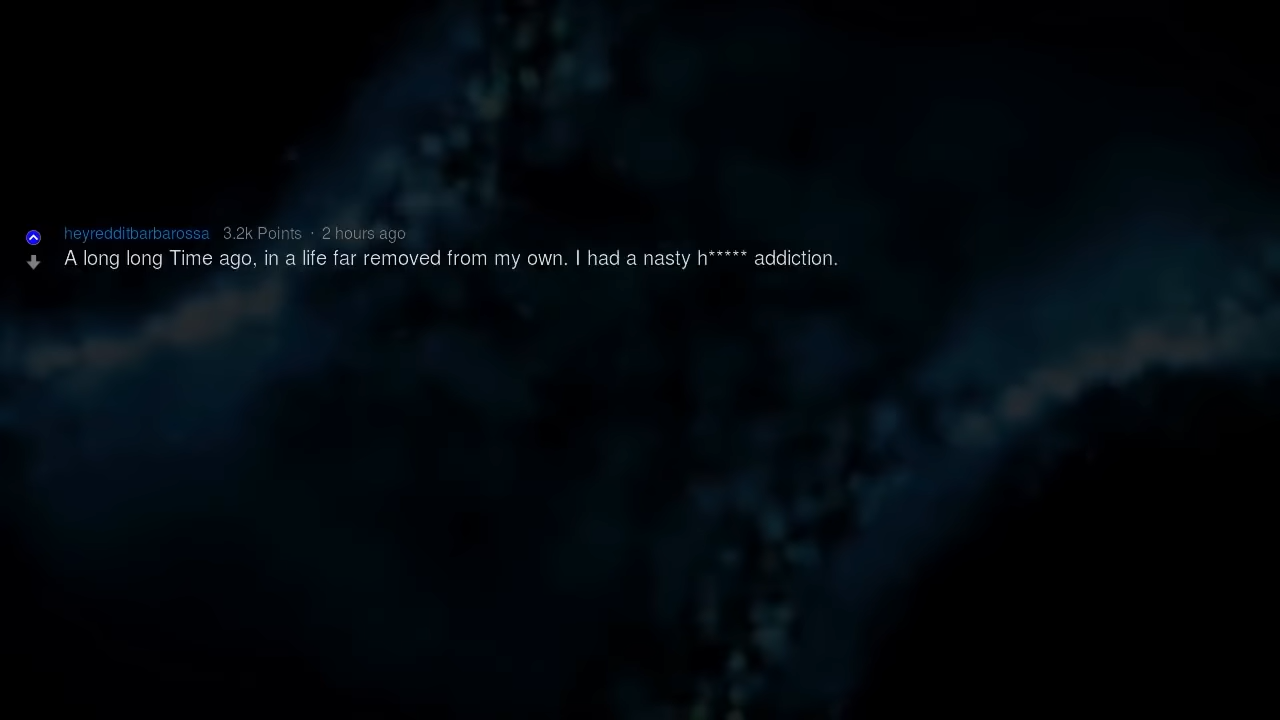 heyredditbarbarossa 3.2k Points · 2 hours ago
A long long Time ago, in a life far removed from my own. I had a nasty h***** addiction.